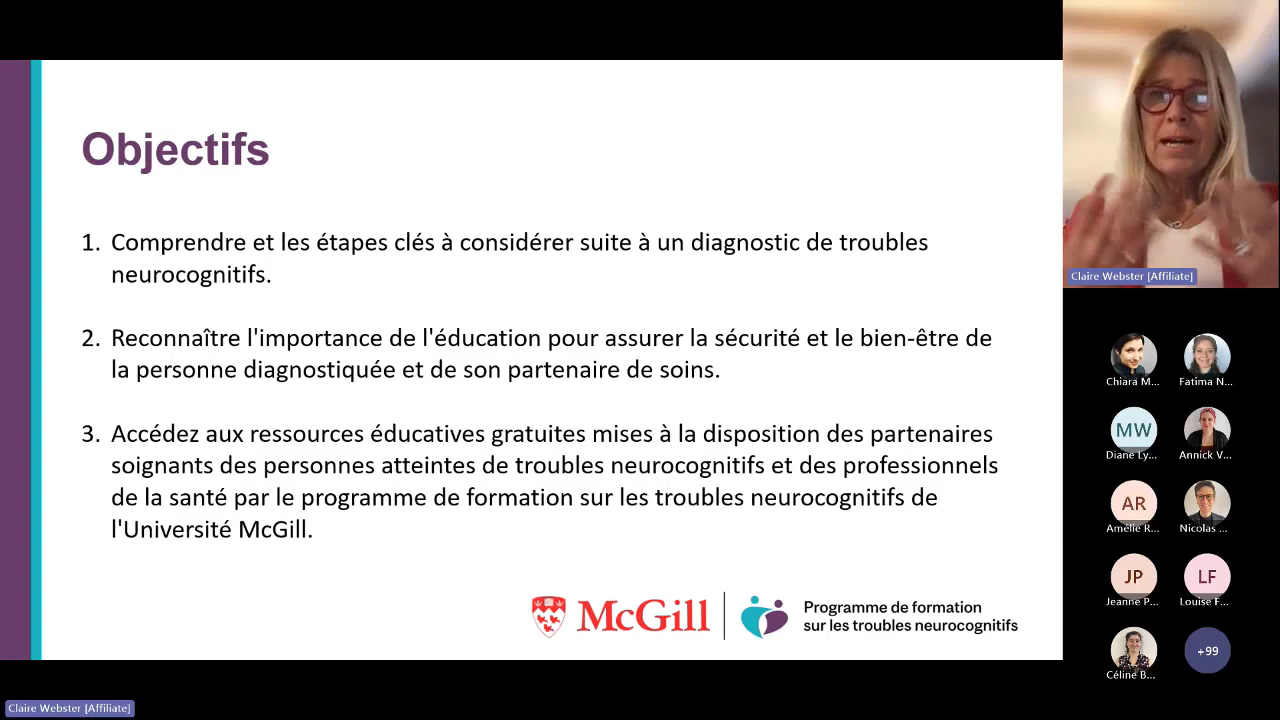 Objectifs
1. Comprendre et les étapes clés à considérer suite à un diagnostic de troubles
neurocognitifs.
2. Reconnaître l'importance de l'éducation pour assurer la sécurité et le bien-être de
la personne diagnostiquée et de son partenaire de soins.
3. Accédez aux ressources éducatives gratuites mises à la disposition des partenaires
soignants des personnes atteintes de troubles neurocognitifs et des professionnels
de la santé par le programme de formation sur les troubles neurocognitifs de
l'Université McGill.
McGill
Programme de formation
sur les troubles neurocognitifs
Claire Webster [Affiliate]
Chiara M...
Fatima N...
MW
Diane Ly...
Annick V...
AR
Amélie R...
Nicolas ...
JP
Jeanne P...
LF
Louise F...
Céline B...
+99
Claire Webster [Affiliate]